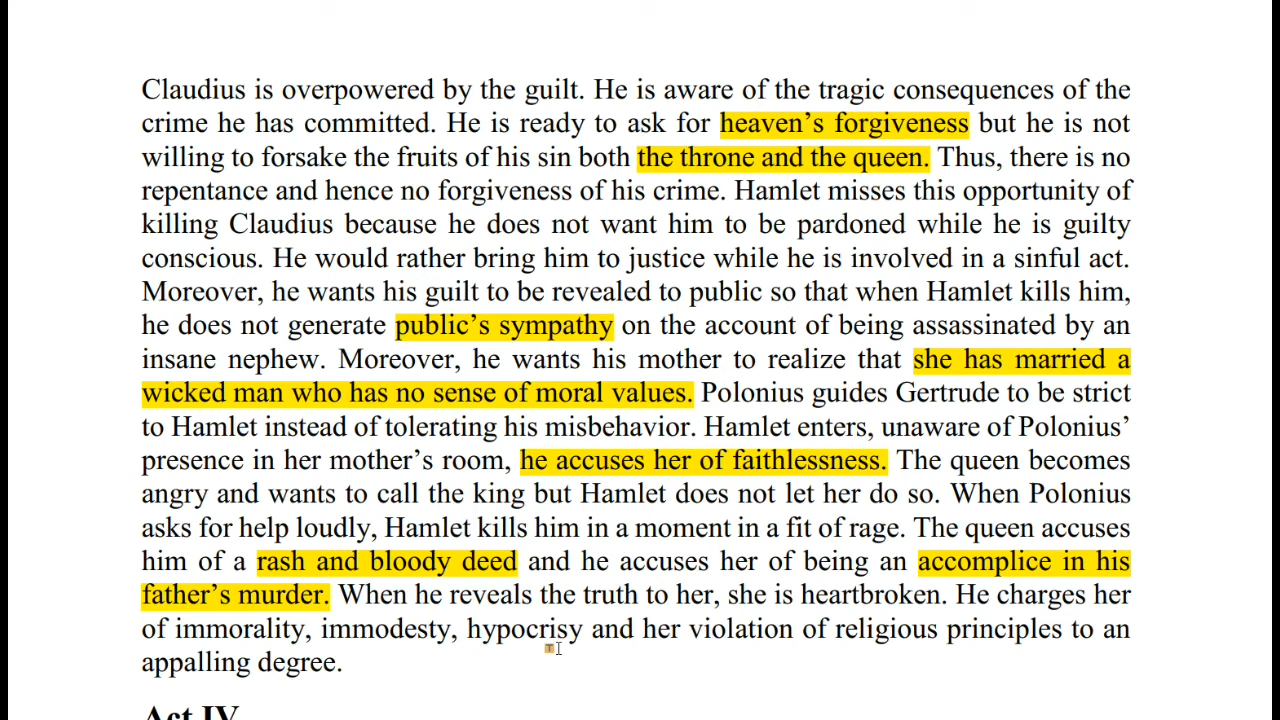 Claudius is overpowered by the guilt. He is aware of the tragic consequences of the
crime he has committed. He is ready to ask for heaven’s forgiveness but he is not
willing to forsake the fruits of his sin both the throne and the queen. Thus, there is no
repentance and hence no forgiveness of his crime. Hamlet misses this opportunity of
killing Claudius because he does not want him to be pardoned while he is guilty
conscious. He would rather bring him to justice while he is involved in a sinful act.
Moreover, he wants his guilt to be revealed to public so that when Hamlet kills him,
he does not generate public’s sympathy on the account of being assassinated by an
insane nephew. Moreover, he wants his mother to realize that she has married a
wicked man who has no sense of moral values. Polonius guides Gertrude to be strict
to Hamlet instead of tolerating his misbehavior. Hamlet enters, unaware of Polonius’
presence in her mother’s room, he accuses her of faithlessness. The queen becomes
angry and wants to call the king but Hamlet does not let her do so. When Polonius
asks for help loudly, Hamlet kills him in a moment in a fit of rage. The queen accuses
him of a rash and bloody deed and he accuses her of being an accomplice in his
father’s murder. When he reveals the truth to her, she is heartbroken. He charges her
of immorality, immodesty, hypocrisy and her violation of religious principles to an
appalling degree.
Act IV